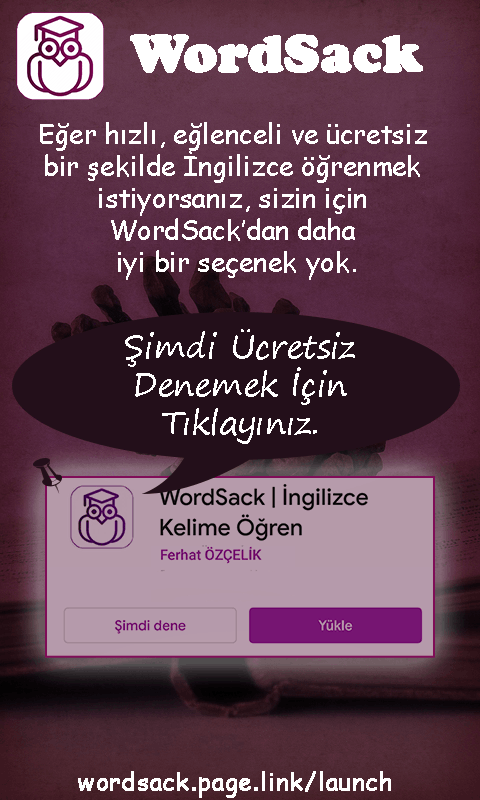 WordSack
Eğer hızlı, eğlenceli ve ücretsiz
bir şekilde İngilizce öğrenmek
istiyorsanız, sizin için
WordSack’dan daha
iyi bir seçenek yok.
Şimdi Ücretsiz
Denemek İçin
Tıklayınız.
WordSack | İngilizce
Kelime Öğren
Ferhat ÖZÇELİK
Şimdi dene
Yükle
wordsack.page.link/launch